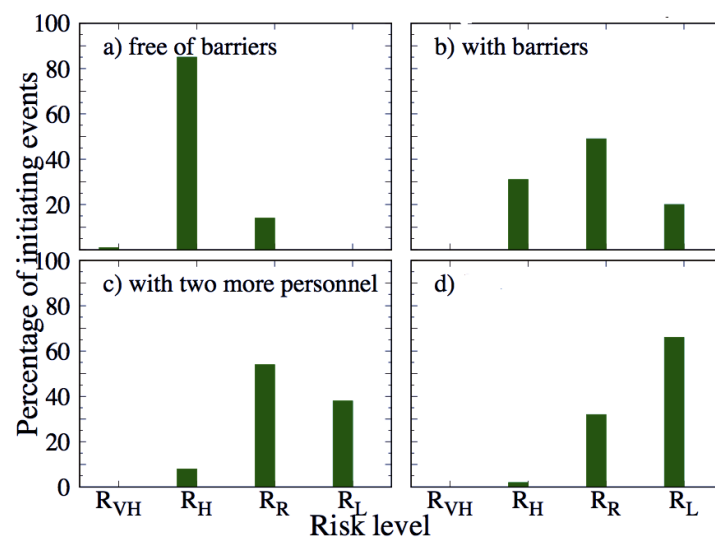 100
a) free of barriers
b) with barriers
80
60
40
20
100
c) with two more personnel
d)
80
60
40
20
0
R_VH R_H R_R R_L
R_VH R_H R_R R_L
Risk level
Percentage of initiating events